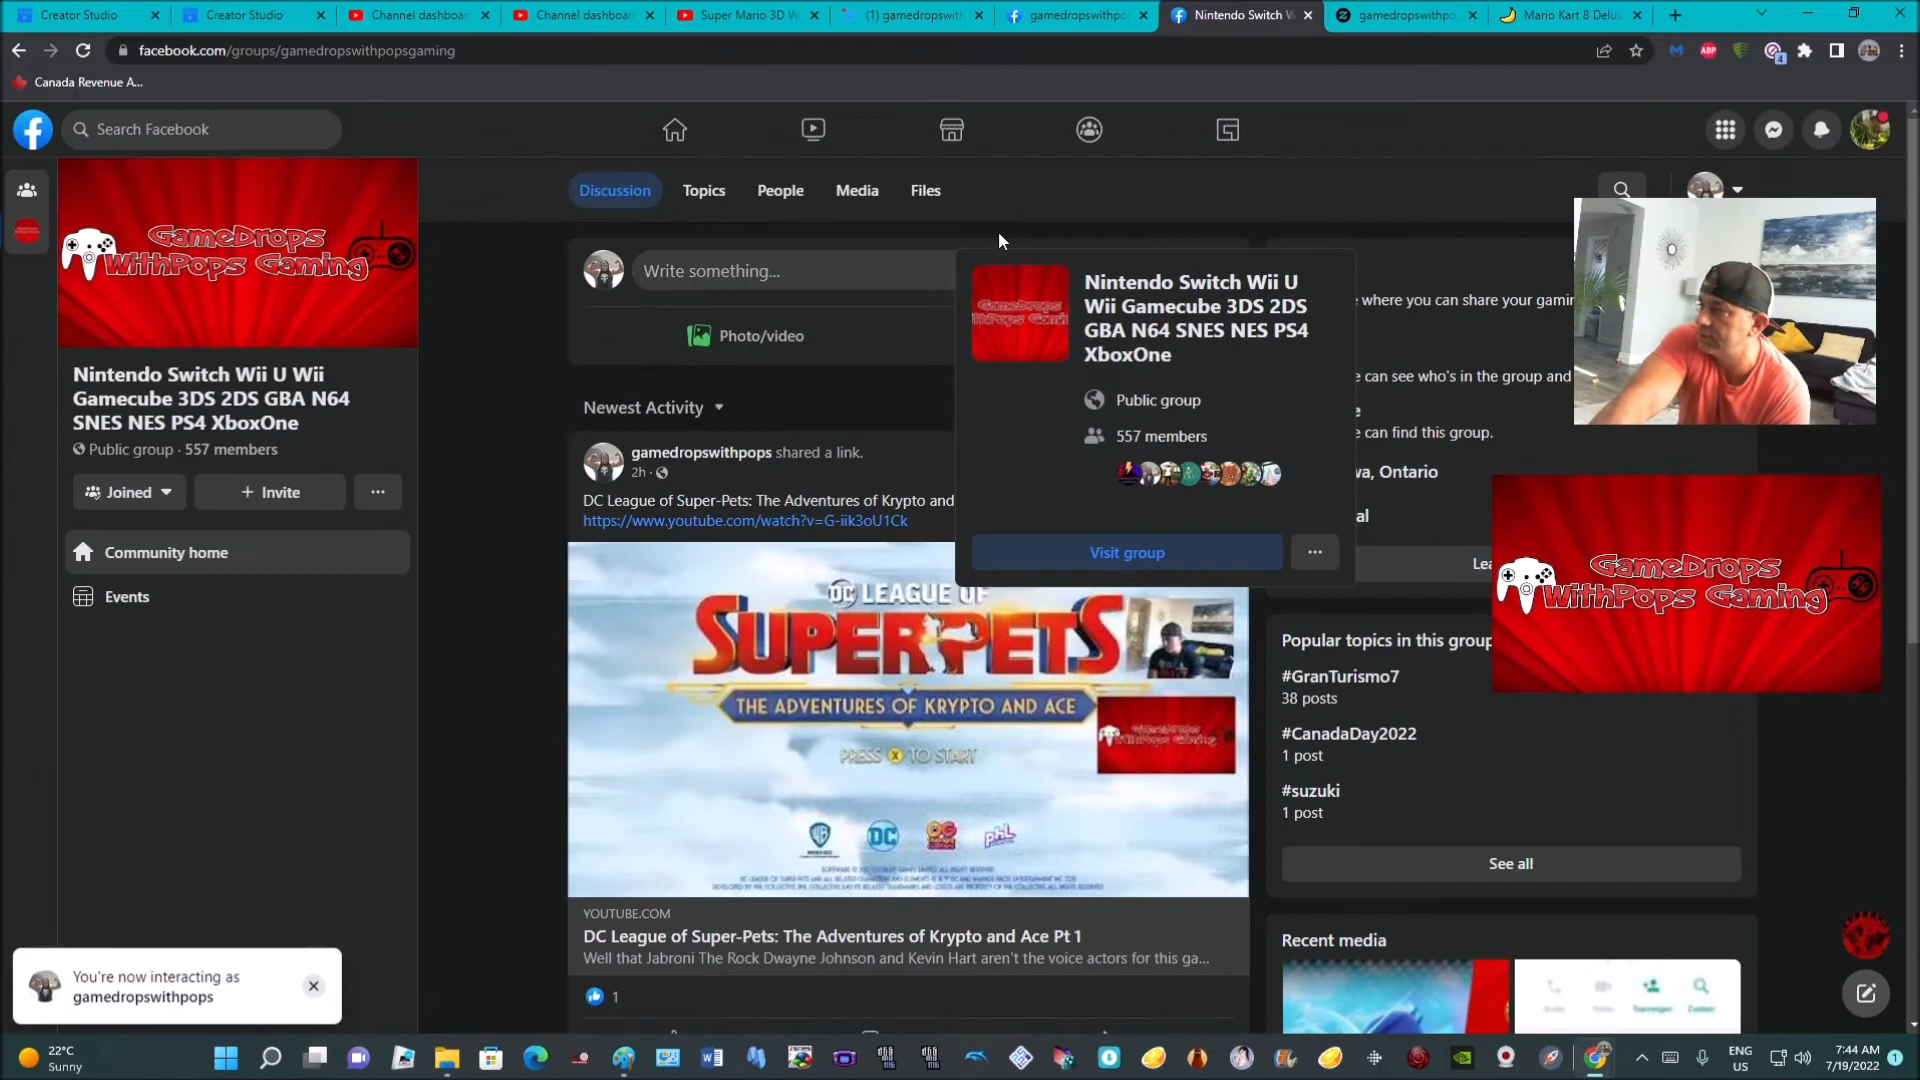 Creator Studio
Creator Studio
Channel dashboar
Channel dashboar
Super Mario 3D W
(1) gamedropswith
gamedropswithpo
Nintendo Switch W
gamedropswithpo
Mario Kart 8 Delu
facebook.com/groups/gamedropswithpopsgaming
ABP
4
Canada Revenue A...
Search Facebook
Discussion
Topics
People
Media
Files
GameDrops
WithPops Gaming
Nintendo Switch Wii U Wii
Gamecube 3DS 2DS GBA N64
SNES NES PS4 XboxOne
Public group · 557 members
Joined
+ Invite
Community home
Events
Write something...
Photo/video
Newest Activity
gamedropswithpops shared a link.
2h ·
DC League of Super-Pets: The Adventures of Krypto and
https://www.youtube.com/watch?v=G-iik3oU1Ck
DC LEAGUE OF
SUPER PETS
THE ADVENTURES OF KRYPTO AND ACE
PRESS X TO START
DC
phL
YOUTUBE.COM
DC League of Super-Pets: The Adventures of Krypto and Ace Pt 1
Well that Jabroni The Rock Dwayne Johnson and Kevin Hart aren't the voice actors for this ga...
1
Nintendo Switch Wii U
Wii Gamecube 3DS 2DS
GBA N64 SNES NES PS4
XboxOne
Public group
557 members
Visit group
where you can share your gamin
can see who's in the group and
can find this group.
wa, Ontario
al
Lea
GameDrops
WithPops Gaming
Popular topics in this group
#GranTurismo7
38 posts
#CanadaDay2022
1 post
#suzuki
1 post
See all
Recent media
You're now interacting as
gamedropswithpops
22°C
Sunny
ENG
US
7:44 AM
7/19/2022
1